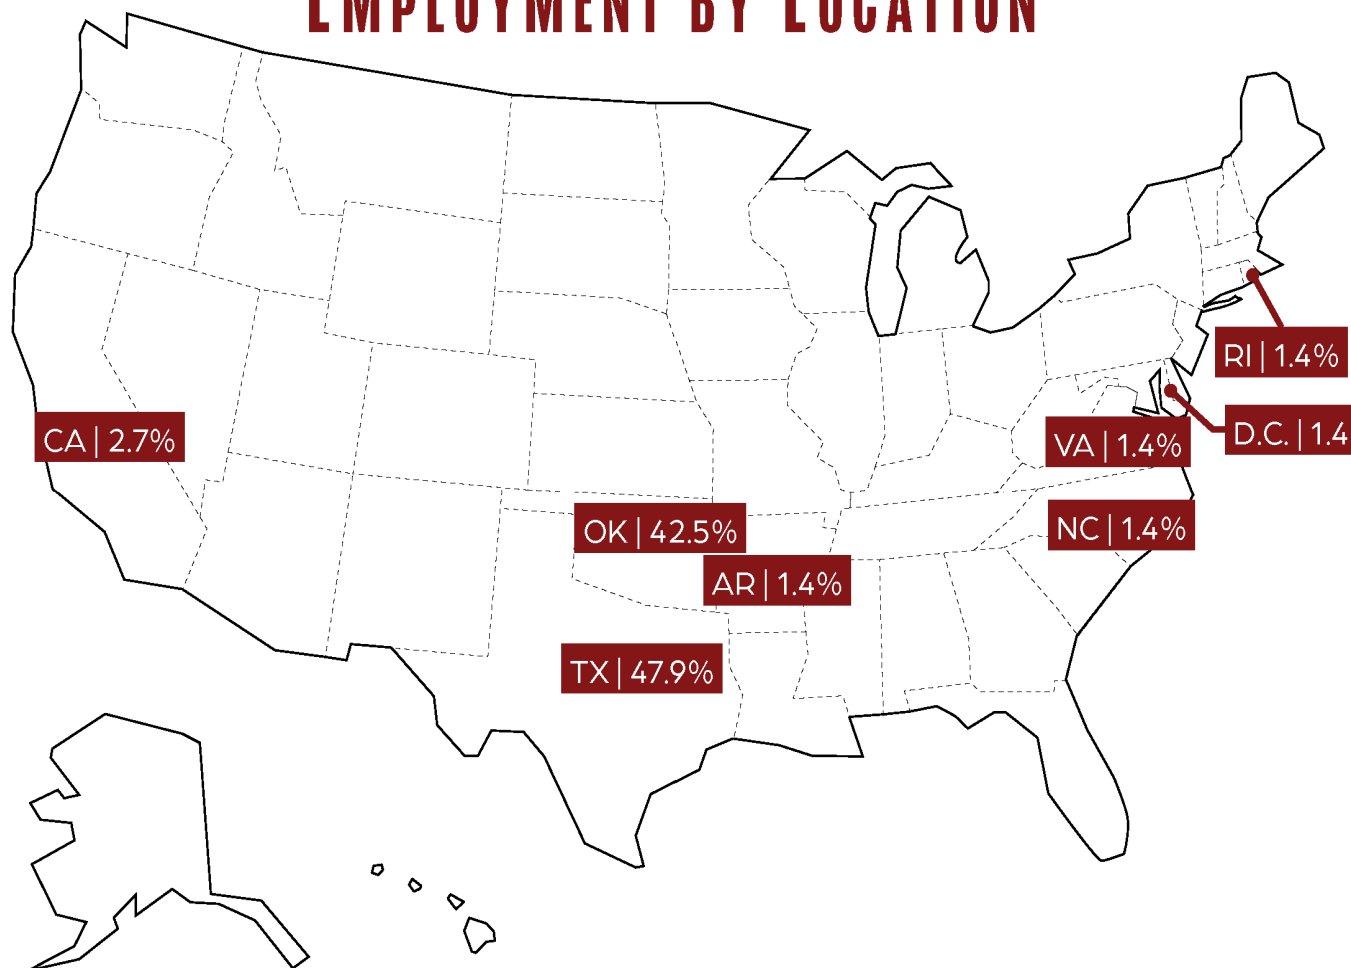 EMPLOYMENT BY LOCATION
RI | 1.4%
CA | 2.7%
VA | 1.4%
D.C. | 1.4
OK | 42.5%
NC | 1.4%
AR | 1.4%
TX | 47.9%